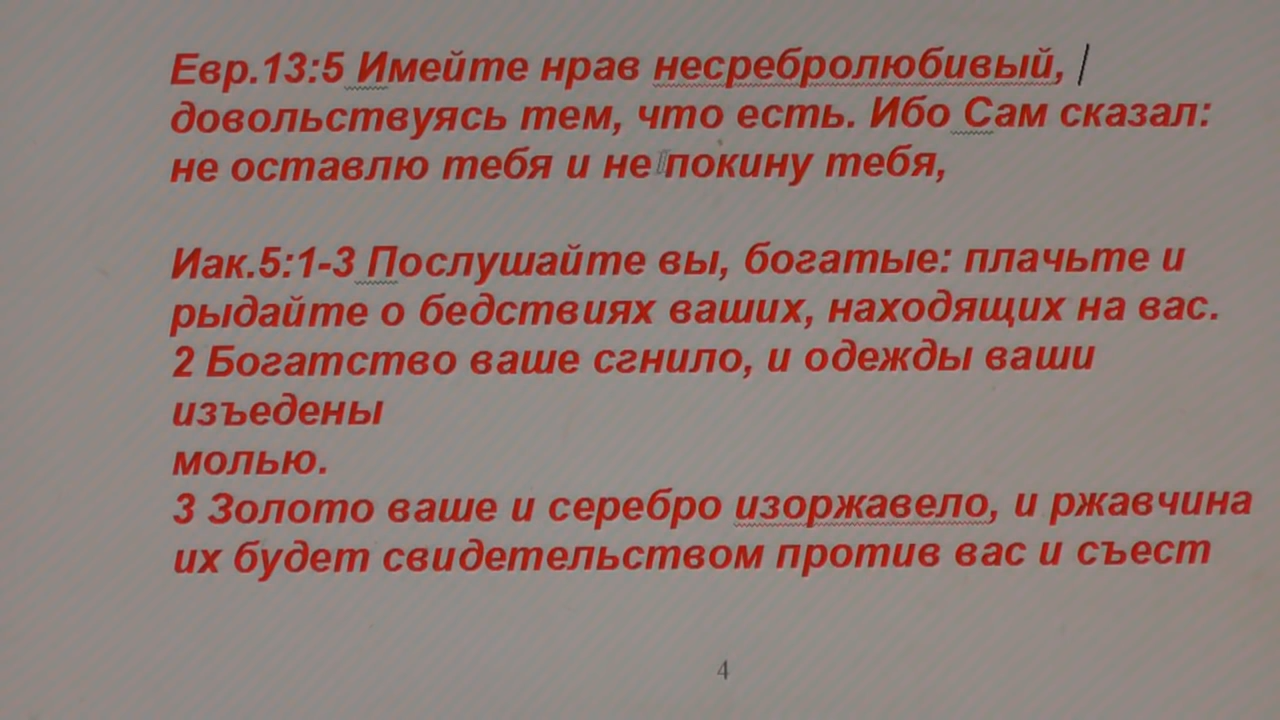 Евр.13:5 Имейте нрав несребролюбивый,
довольствуясь тем, что есть. Ибо Сам сказал:
не оставлю тебя и не покину тебя,
Иак.5:1-3 Послушайте вы, богатые: плачьте и
рыдайте о бедствиях ваших, находящих на вас.
2 Богатство ваше сгнило, и одежды ваши
изъедены
молью.
3 Золото ваше и серебро изоржавело, и ржавчина
их будет свидетельством против вас и съест
4